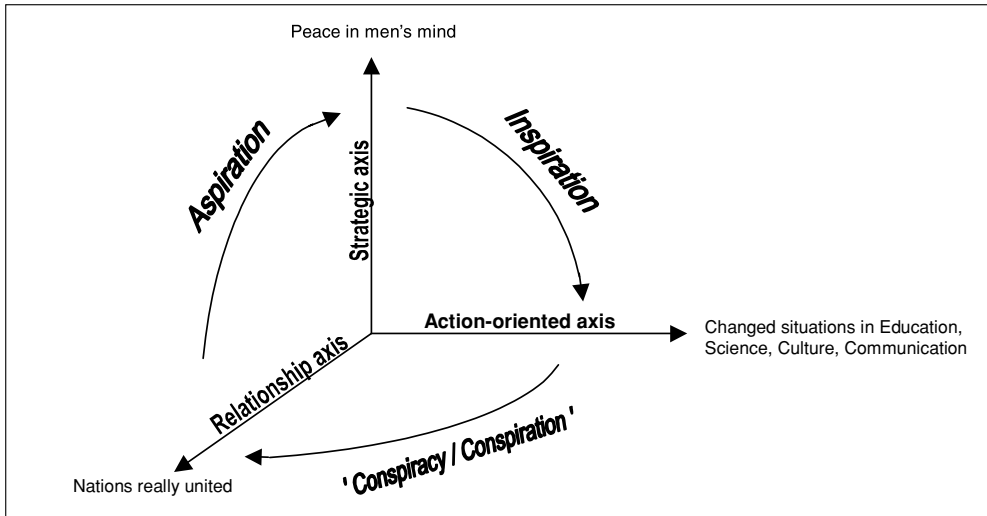 Peace in men's mind
Aspiration
Strategic axis
Inspiration
Action-oriented axis
Changed situations in Education,
Science, Culture, Communication
Relationship axis
' Conspiracy / Conspiration '
Nations really united